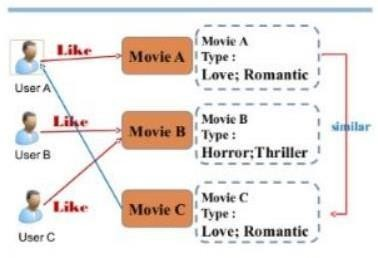 Like
User A
Movie A
Movie A
Type :
Love; Romantic
Like
User B
Movie B
Movie B
Type :
Horror;Thriller
similar
Like
User C
Movie C
Movie C
Type :
Love; Romantic